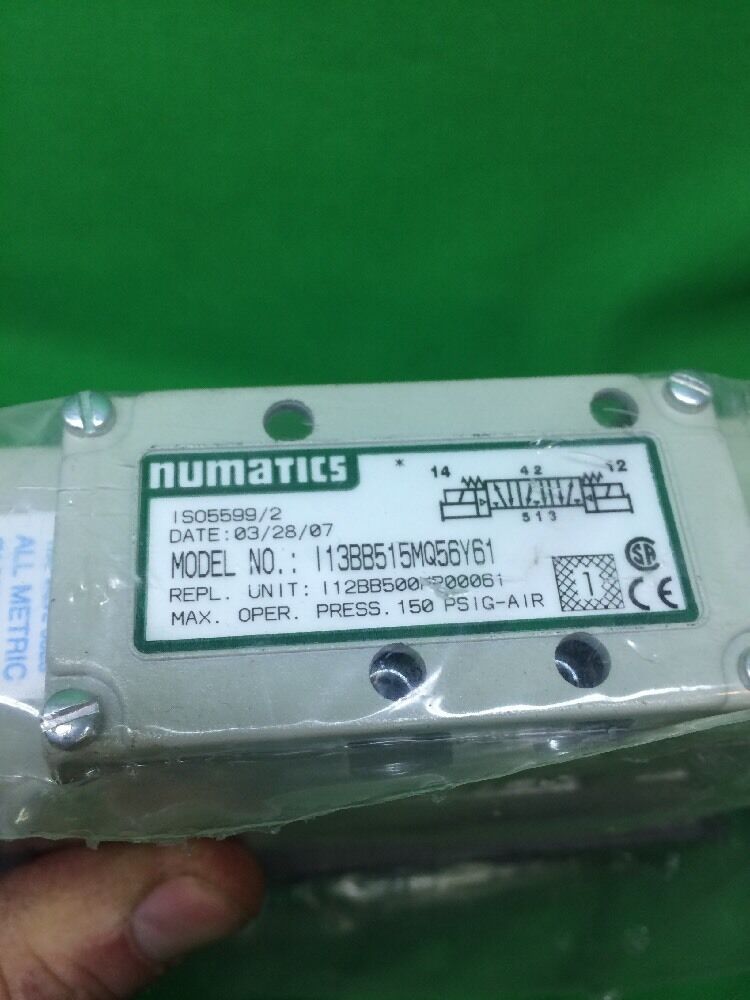 numatics
* 14 4 2 12
5 1 3
ISO5599/2
DATE:03/28/07
MODEL NO.: I13BB515MQ56Y61
REPL. UNIT:
MAX. OPER. PRESS. 150 PSIG-AIR
1
SA
CE
ALL METRIC